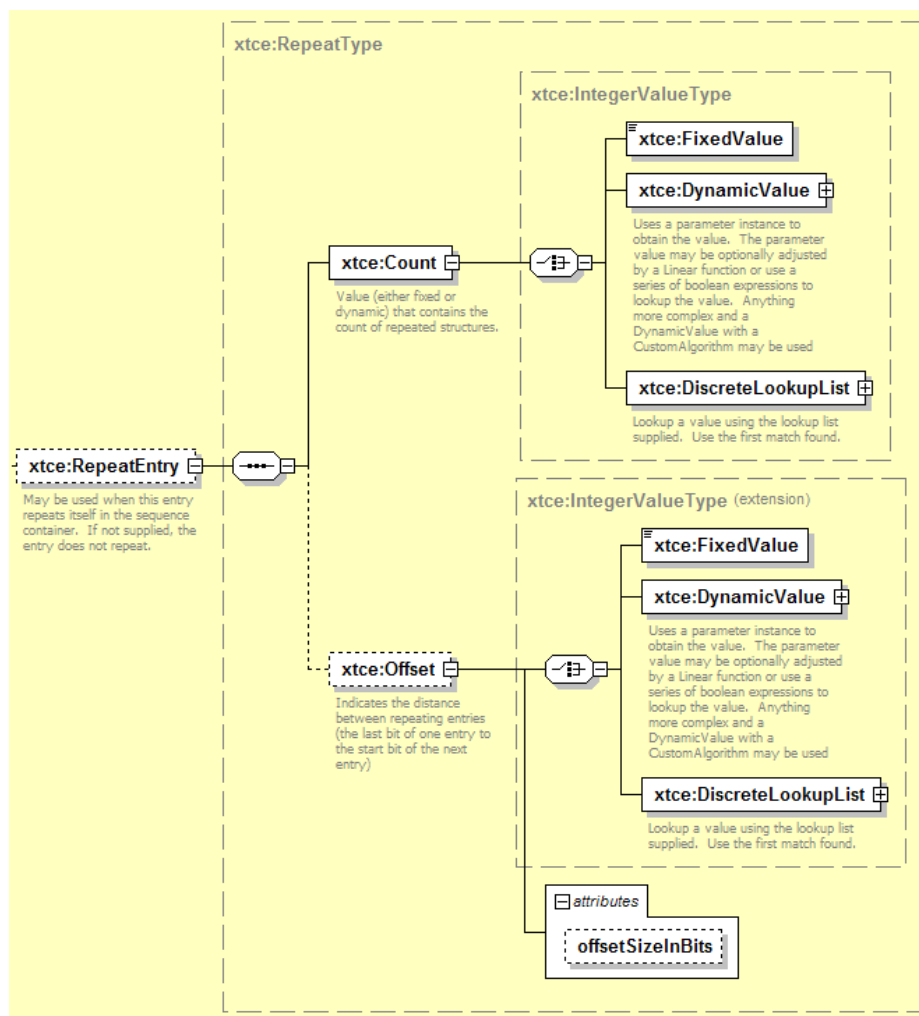 xtce:RepeatType
xtce:IntegerValueType
xtce:FixedValue
xtce:DynamicValue
Uses a parameter instance to
obtain the value. The parameter
value may be optionally adjusted
by a Linear function or use a
series of boolean expressions to
lookup the value. Anything
more complex and a
DynamicValue with a
CustomAlgorithm may be used
xtce:Count
Value (either fixed or
dynamic) that contains the
count of repeated structures.
xtce:DiscreteLookupList
Lookup a value using the lookup list
supplied. Use the first match found.
xtce:RepeatEntry
May be used when this entry
repeats itself in the sequence
container. If not supplied, the
entry does not repeat.
xtce:IntegerValueType (extension)
xtce:FixedValue
xtce:DynamicValue
Uses a parameter instance to
obtain the value. The parameter
value may be optionally adjusted
by a Linear function or use a
series of boolean expressions to
lookup the value. Anything
more complex and a
DynamicValue with a
CustomAlgorithm may be used
xtce:Offset
Indicates the distance
between repeating entries
(the last bit of one entry to
the start bit of the next
entry)
xtce:DiscreteLookupList
Lookup a value using the lookup list
supplied. Use the first match found.
attributes
offsetSizeInBits